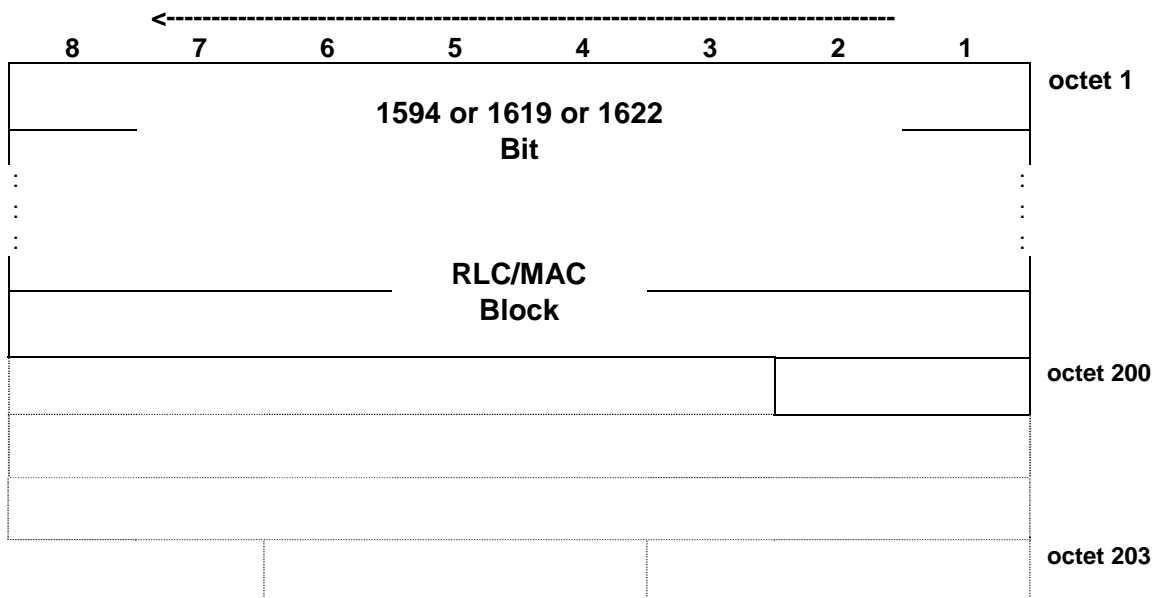 <---------------------------------------------------------------------------------
8 7 6 5 4 3 2 1
octet 1
1594 or 1619 or 1622
Bit
: :
: :
: :
RLC/MAC
Block
octet 200
octet 203